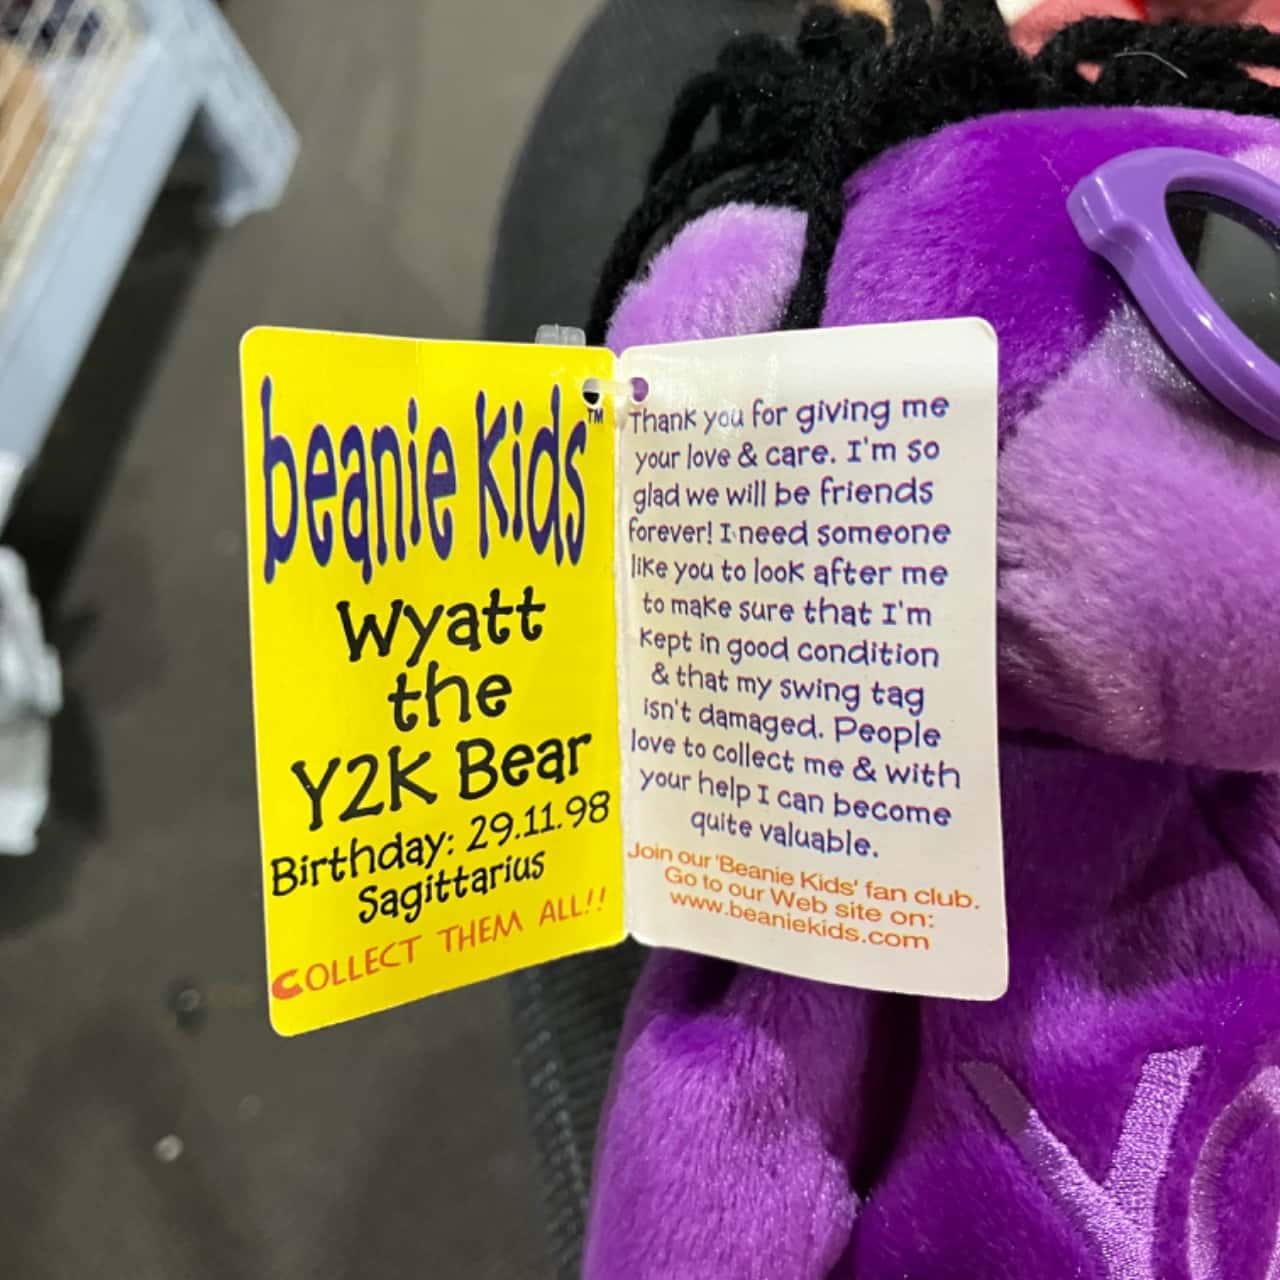 beanie Kids™
Wyatt
the
Y2K Bear
Birthday: 29.11.98
Sagittarius
COLLECT THEM ALL!!
Thank you for giving me
your love & care. I'm so
glad we will be friends
forever! I need someone
like you to look after me
to make sure that I'm
kept in good condition
& that my swing tag
isn't damaged. People
love to collect me & with
your help I can become
quite valuable.
Join our 'Beanie Kids' fan club.
Go to our Web site on:
www.beaniekids.com